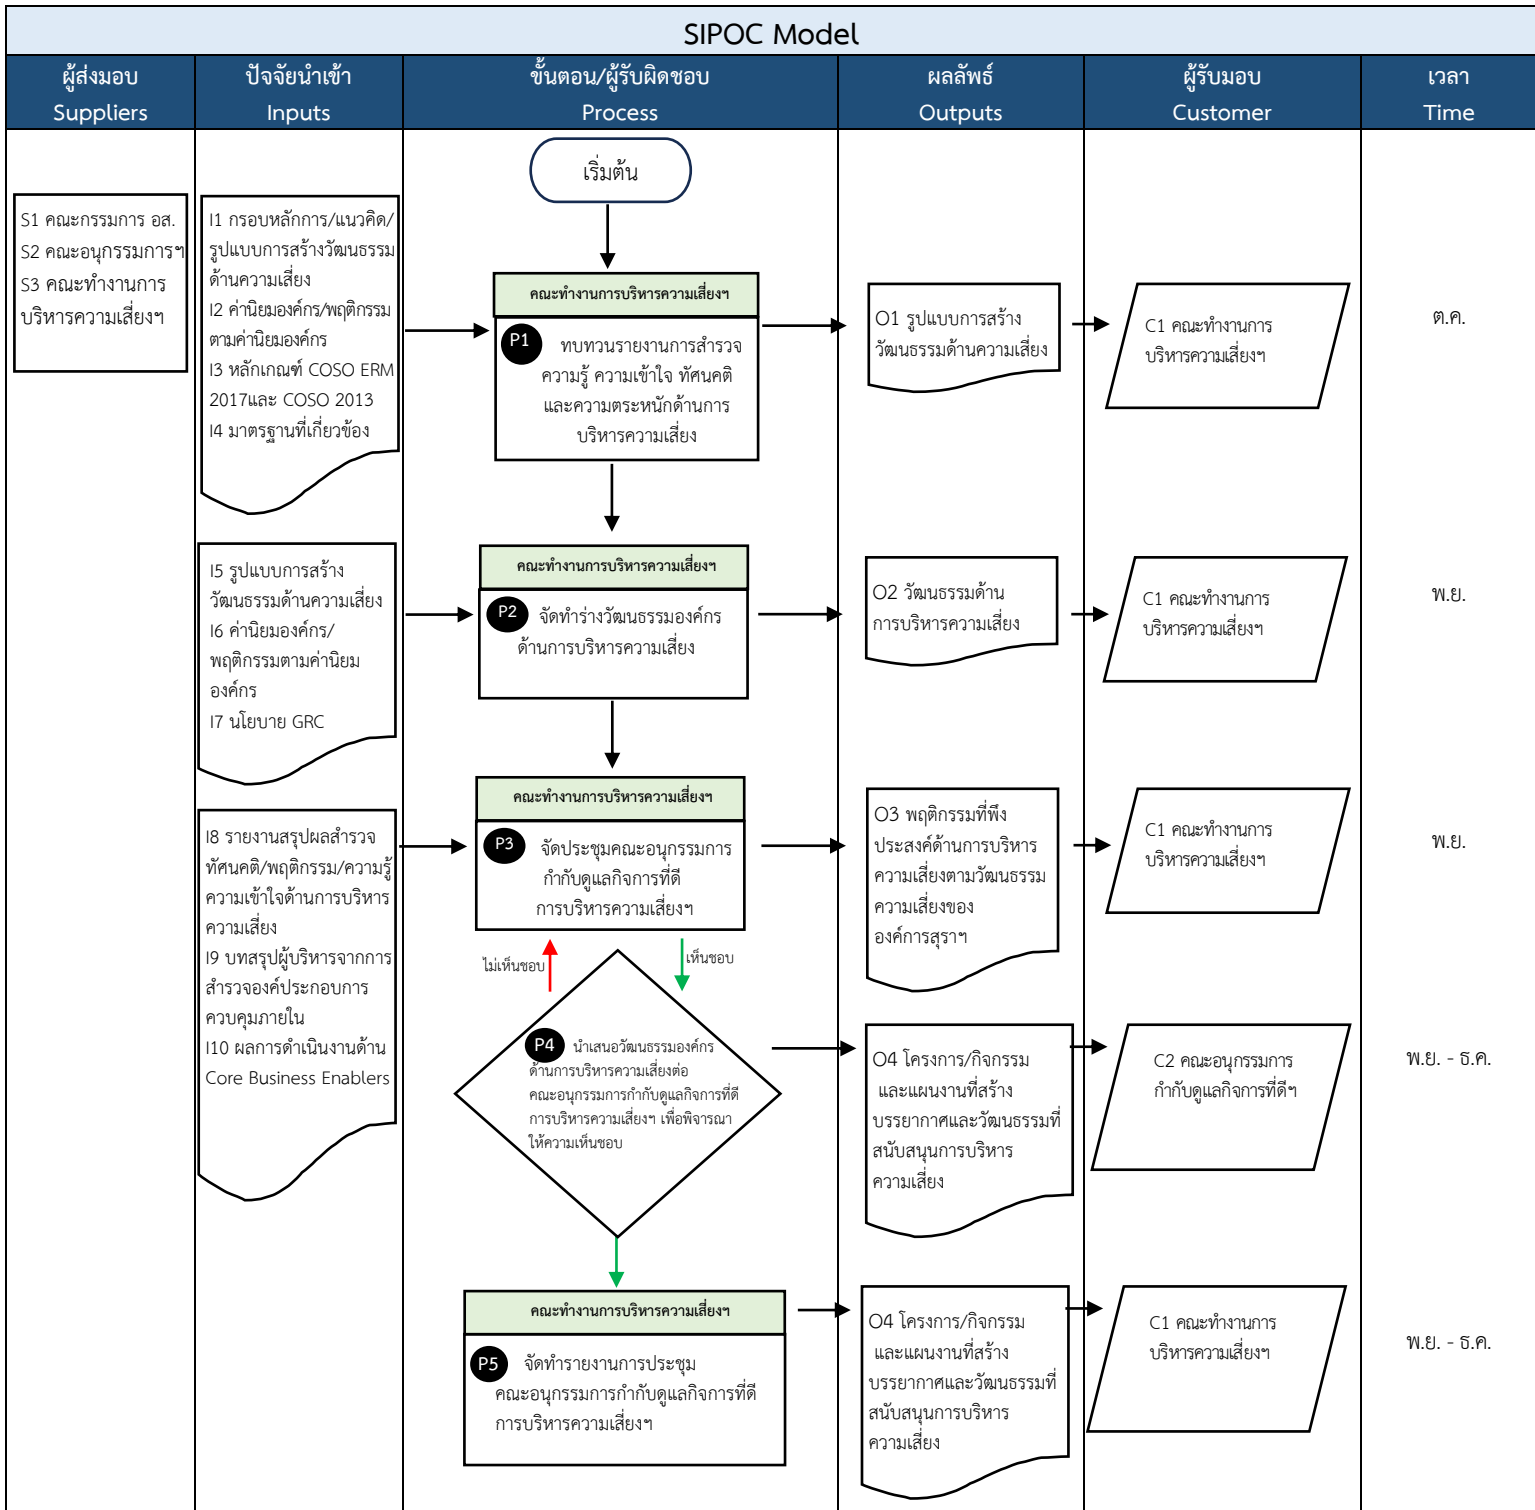 SIPOC Model
ผู้ส่งมอบ
Suppliers
ปัจจัยนำเข้า
Inputs
ขั้นตอน/ผู้รับผิดชอบ
Process
ผลลัพธ์
Outputs
ผู้รับมอบ
Customer
เวลา
Time
เริ่มต้น
S1 คณะกรรมการ อส.
S2 คณะอนุกรรมการฯ
S3 คณะทำงานการ
บริหารความเสี่ยงฯ
I1 กรอบหลักการ/แนวคิด/
รูปแบบการสร้างวัฒนธรรม
ด้านความเสี่ยง
I2 ค่านิยมองค์กร/พฤติกรรม
ตามค่านิยมองค์กร
I3 หลักเกณฑ์ COSO ERM
2017และ COSO 2013
I4 มาตรฐานที่เกี่ยวข้อง
คณะทำงานการบริหารความเสี่ยงฯ
P1 ทบทวนรายงานการสำรวจ
ความรู้ ความเข้าใจ ทัศนคติ
และความตระหนักด้านการ
บริหารความเสี่ยง
O1 รูปแบบการสร้าง
วัฒนธรรมด้านความเสี่ยง
C1 คณะทำงานการ
บริหารความเสี่ยงฯ
ต.ค.
I5 รูปแบบการสร้าง
วัฒนธรรมด้านความเสี่ยง
I6 ค่านิยมองค์กร/
พฤติกรรมตามค่านิยม
องค์กร
I7 นโยบาย GRC
คณะทำงานการบริหารความเสี่ยงฯ
P2 จัดทำร่างวัฒนธรรมองค์กร
ด้านการบริหารความเสี่ยง
O2 วัฒนธรรมด้าน
การบริหารความเสี่ยง
C1 คณะทำงานการ
บริหารความเสี่ยงฯ
พ.ย.
I8 รายงานสรุปผลสำรวจ
ทัศนคติ/พฤติกรรม/ความรู้
ความเข้าใจด้านการบริหาร
ความเสี่ยง
I9 บทสรุปผู้บริหารจากการ
สำรวจองค์ประกอบการ
ควบคุมภายใน
I10 ผลการดำเนินงานด้าน
Core Business Enablers
คณะทำงานการบริหารความเสี่ยงฯ
P3 จัดประชุมคณะอนุกรรมการ
กำกับดูแลกิจการที่ดี
การบริหารความเสี่ยงฯ
O3 พฤติกรรมที่พึง
ประสงค์ด้านการบริหาร
ความเสี่ยงตามวัฒนธรรม
ความเสี่ยงของ
องค์การสุราฯ
C1 คณะทำงานการ
บริหารความเสี่ยงฯ
พ.ย.
ไม่เห็นชอบ
เห็นชอบ
P4 นำเสนอวัฒนธรรมองค์กร
ด้านการบริหารความเสี่ยงต่อ
คณะอนุกรรมการกำกับดูแลกิจการที่ดี
การบริหารความเสี่ยงฯ เพื่อพิจารณา
ให้ความเห็นชอบ
O4 โครงการ/กิจกรรม
และแผนงานที่สร้าง
บรรยากาศและวัฒนธรรมที่
สนับสนุนการบริหาร
ความเสี่ยง
C2 คณะอนุกรรมการ
กำกับดูแลกิจการที่ดีฯ
พ.ย. - ธ.ค.
คณะทำงานการบริหารความเสี่ยงฯ
P5 จัดทำรายงานการประชุม
คณะอนุกรรมการกำกับดูแลกิจการที่ดี
การบริหารความเสี่ยงฯ
O4 โครงการ/กิจกรรม
และแผนงานที่สร้าง
บรรยากาศและวัฒนธรรมที่
สนับสนุนการบริหาร
ความเสี่ยง
C1 คณะทำงานการ
บริหารความเสี่ยงฯ
พ.ย. - ธ.ค.